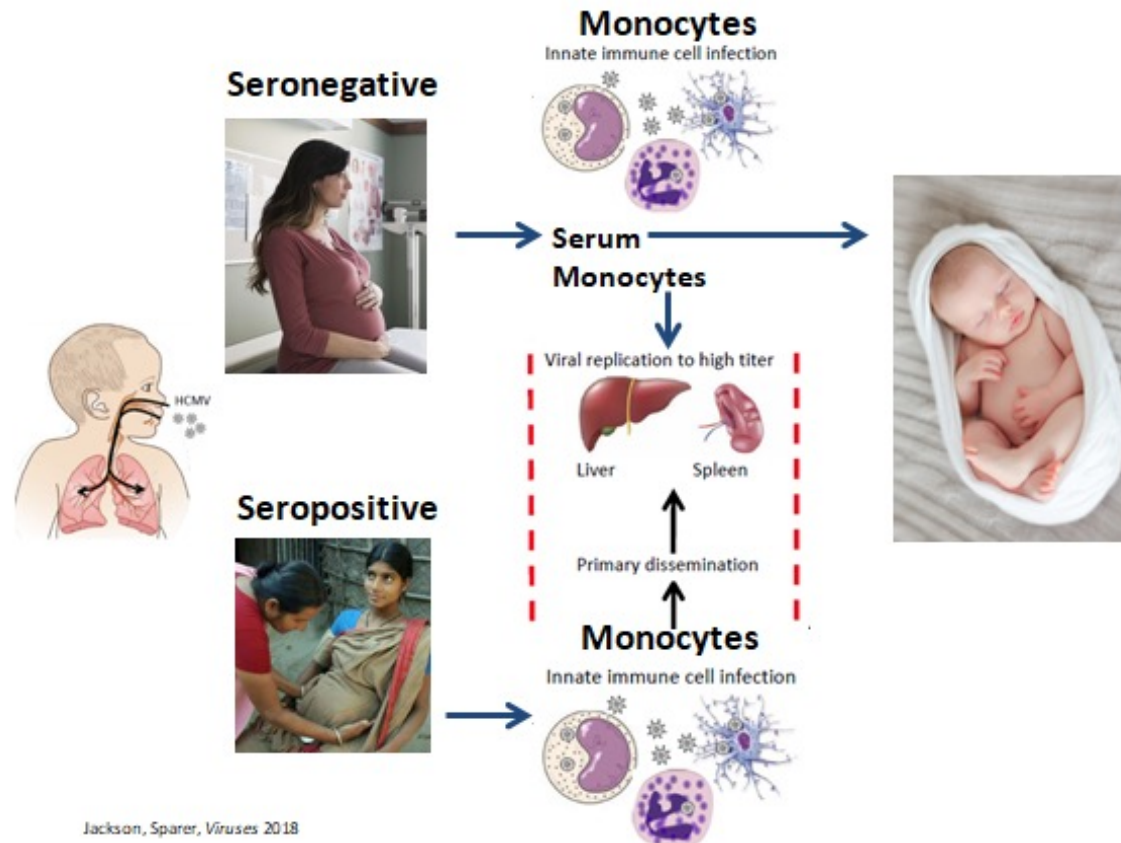 Monocytes
Innate immune cell infection
Seronegative
Serum
Monocytes
Viral replication to high titer
HCMV
Liver
Spleen
Seropositive
Primary dissemination
Monocytes
Innate immune cell infection
Jackson, Sparer, Viruses 2018